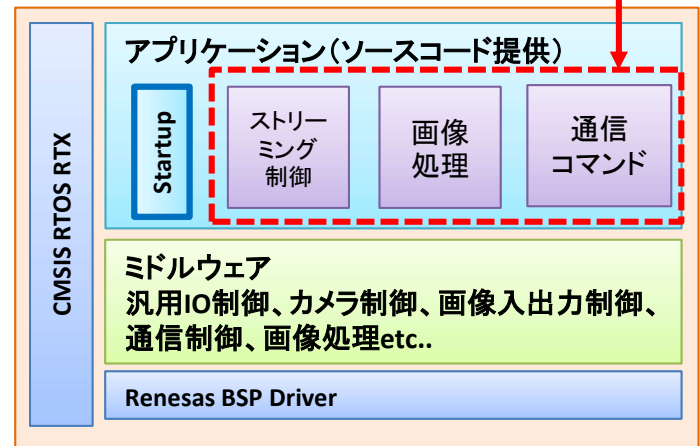 アプリケーション（ソースコード提供）
CMSIS RTOS RTX
Startup
ストリー
ミング
制御
画像
処理
通信
コマンド
ミドルウェア
汎用IO制御、カメラ制御、画像入出力制御、
通信制御、画像処理etc..
Renesas BSP Driver